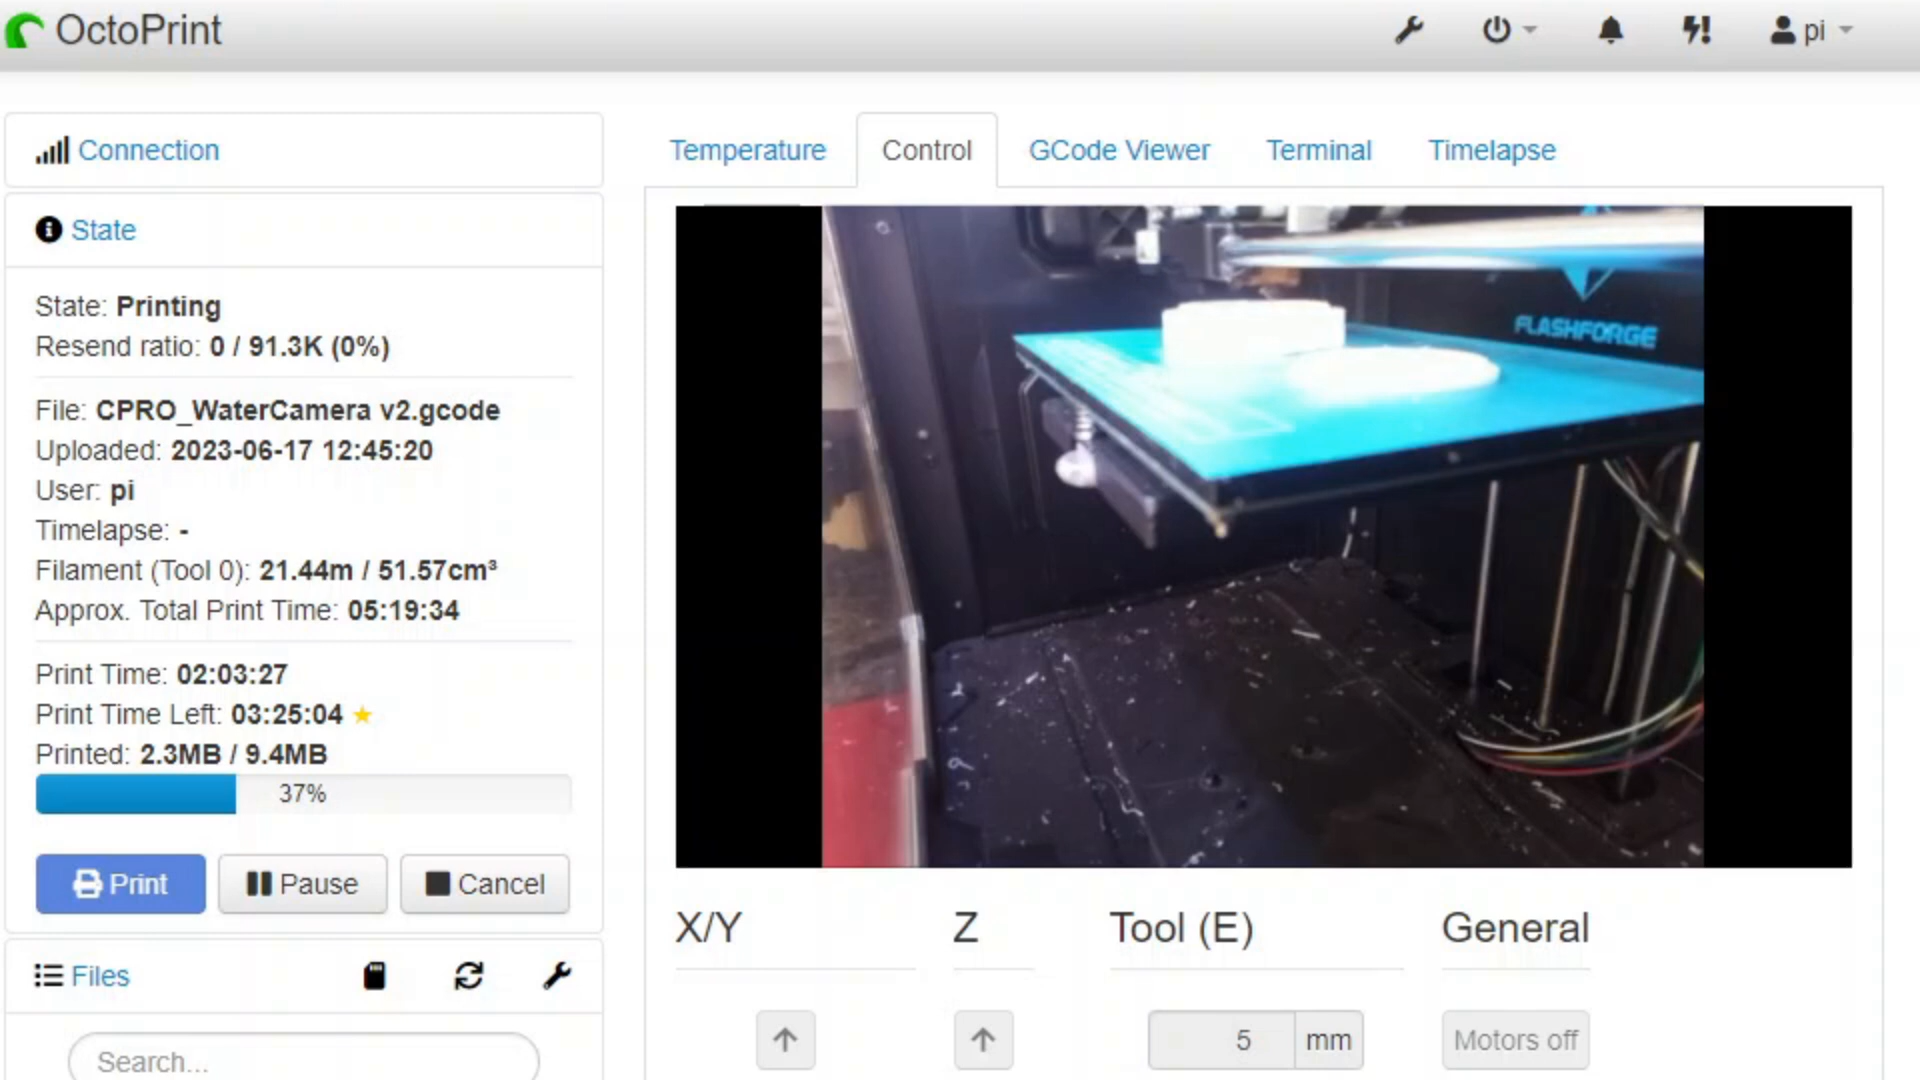 OctoPrint
pi
Connection
State
State: Printing
Resend ratio: 0 / 91.3K (0%)
File: CPRO_WaterCamera v2.gcode
Uploaded: 2023-06-17 12:45:20
User: pi
Timelapse: -
Filament (Tool 0): 21.44m / 51.57cm³
Approx. Total Print Time: 05:19:34
Print Time: 02:03:27
Print Time Left: 03:25:04
Printed: 2.3MB / 9.4MB
37%
Print Pause Cancel
Files
Search...
Temperature Control GCode Viewer Terminal Timelapse
FLASHFORGE
X/Y Z Tool (E) General
5 mm Motors off